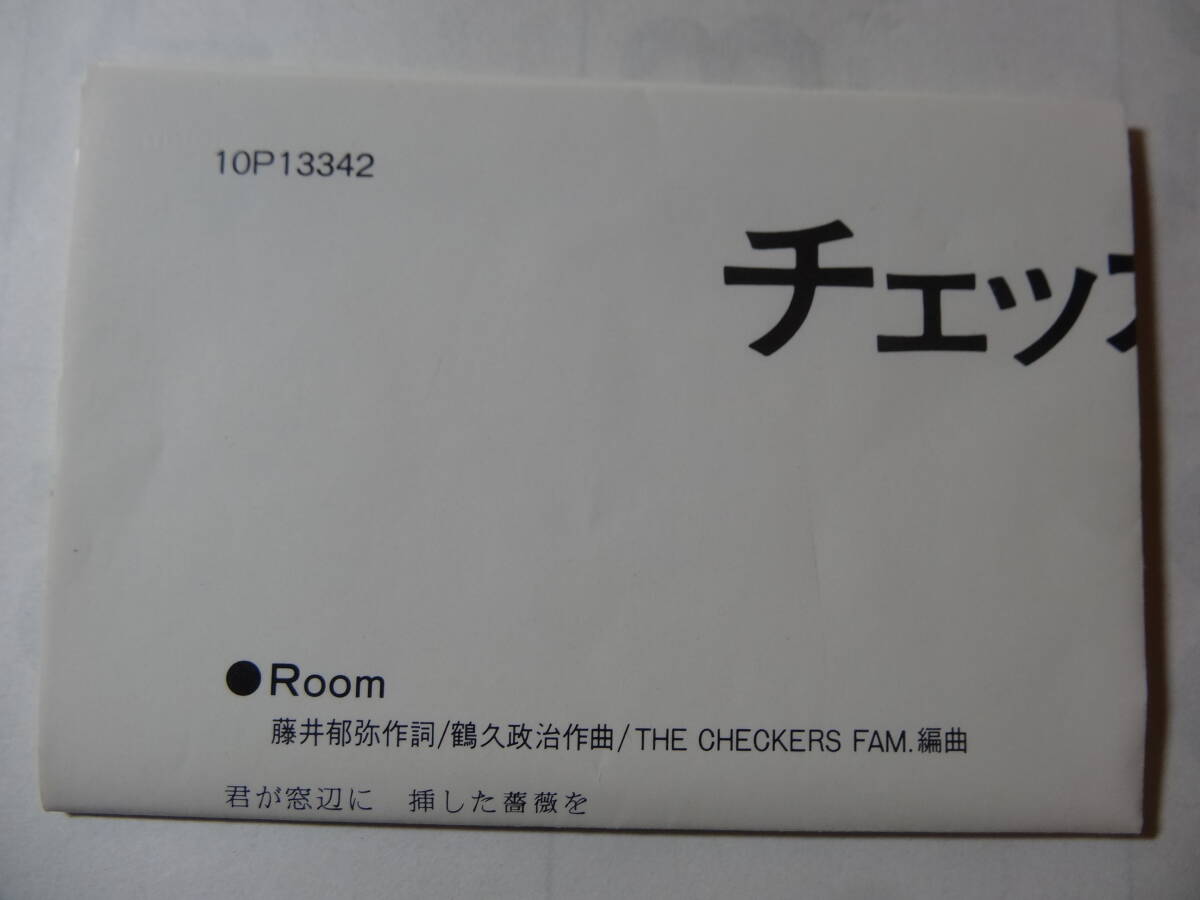 10P13342
チェッカ
●Room
藤井郁弥作詞/鶴久政治作曲/THE CHECKERS FAM.編曲
君が窓辺に　挿した薔薇を